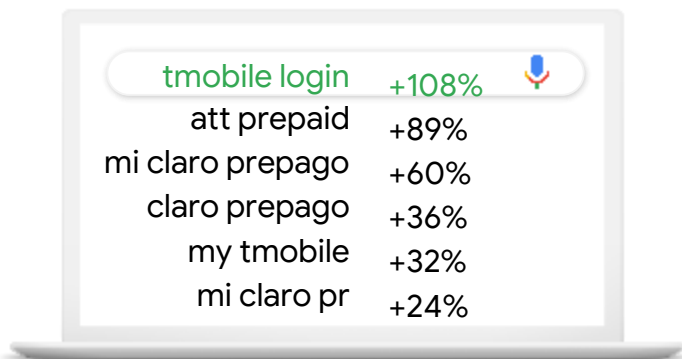 tmobile login +108%
att prepaid +89%
mi claro prepago +60%
claro prepago +36%
my tmobile +32%
mi claro pr +24%